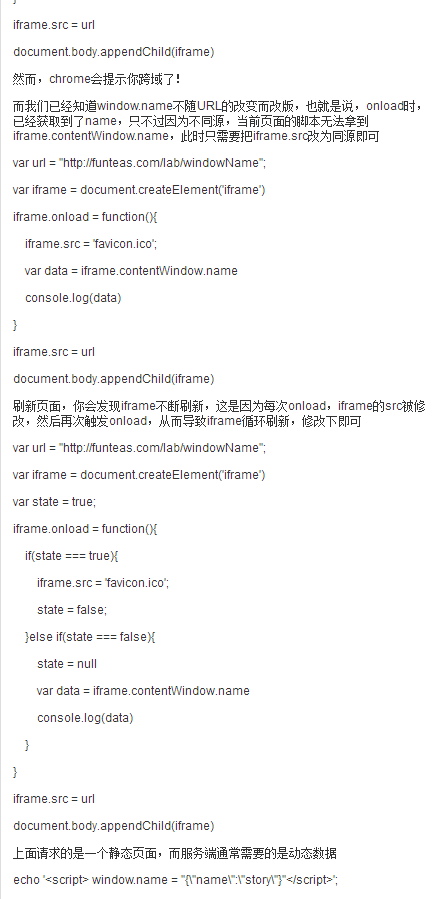 }
iframe.src = url
document.body.appendChild(iframe)
然而，chrome会提示你跨域了！
而我们已经知道window.name不随URL的改变而改版，也就是说，onload时，
已经获取到了name，只不过因为不同源，当前页面的脚本无法拿到
iframe.contentWindow.name，此时只需要把iframe.src改为同源即可
var url = "http://funteas.com/lab/windowName";
var iframe = document.createElement('iframe')
iframe.onload = function(){
iframe.src = 'favicon.ico';
var data = iframe.contentWindow.name
console.log(data)
}
iframe.src = url
document.body.appendChild(iframe)
刷新页面，你会发现iframe不断刷新，这是因为每次onload，iframe的src被修
改，然后再次触发onload，从而导致iframe循环刷新，修改下即可
var url = "http://funteas.com/lab/windowName";
var iframe = document.createElement('iframe')
var state = true;
iframe.onload = function(){
if(state === true){
iframe.src = 'favicon.ico';
state = false;
}else if(state === false){
state = null
var data = iframe.contentWindow.name
console.log(data)
}
}
iframe.src = url
document.body.appendChild(iframe)
上面请求的是一个静态页面，而服务端通常需要的是动态数据
echo '<script> window.name = "{\"name\":\"story\"}"</script>';